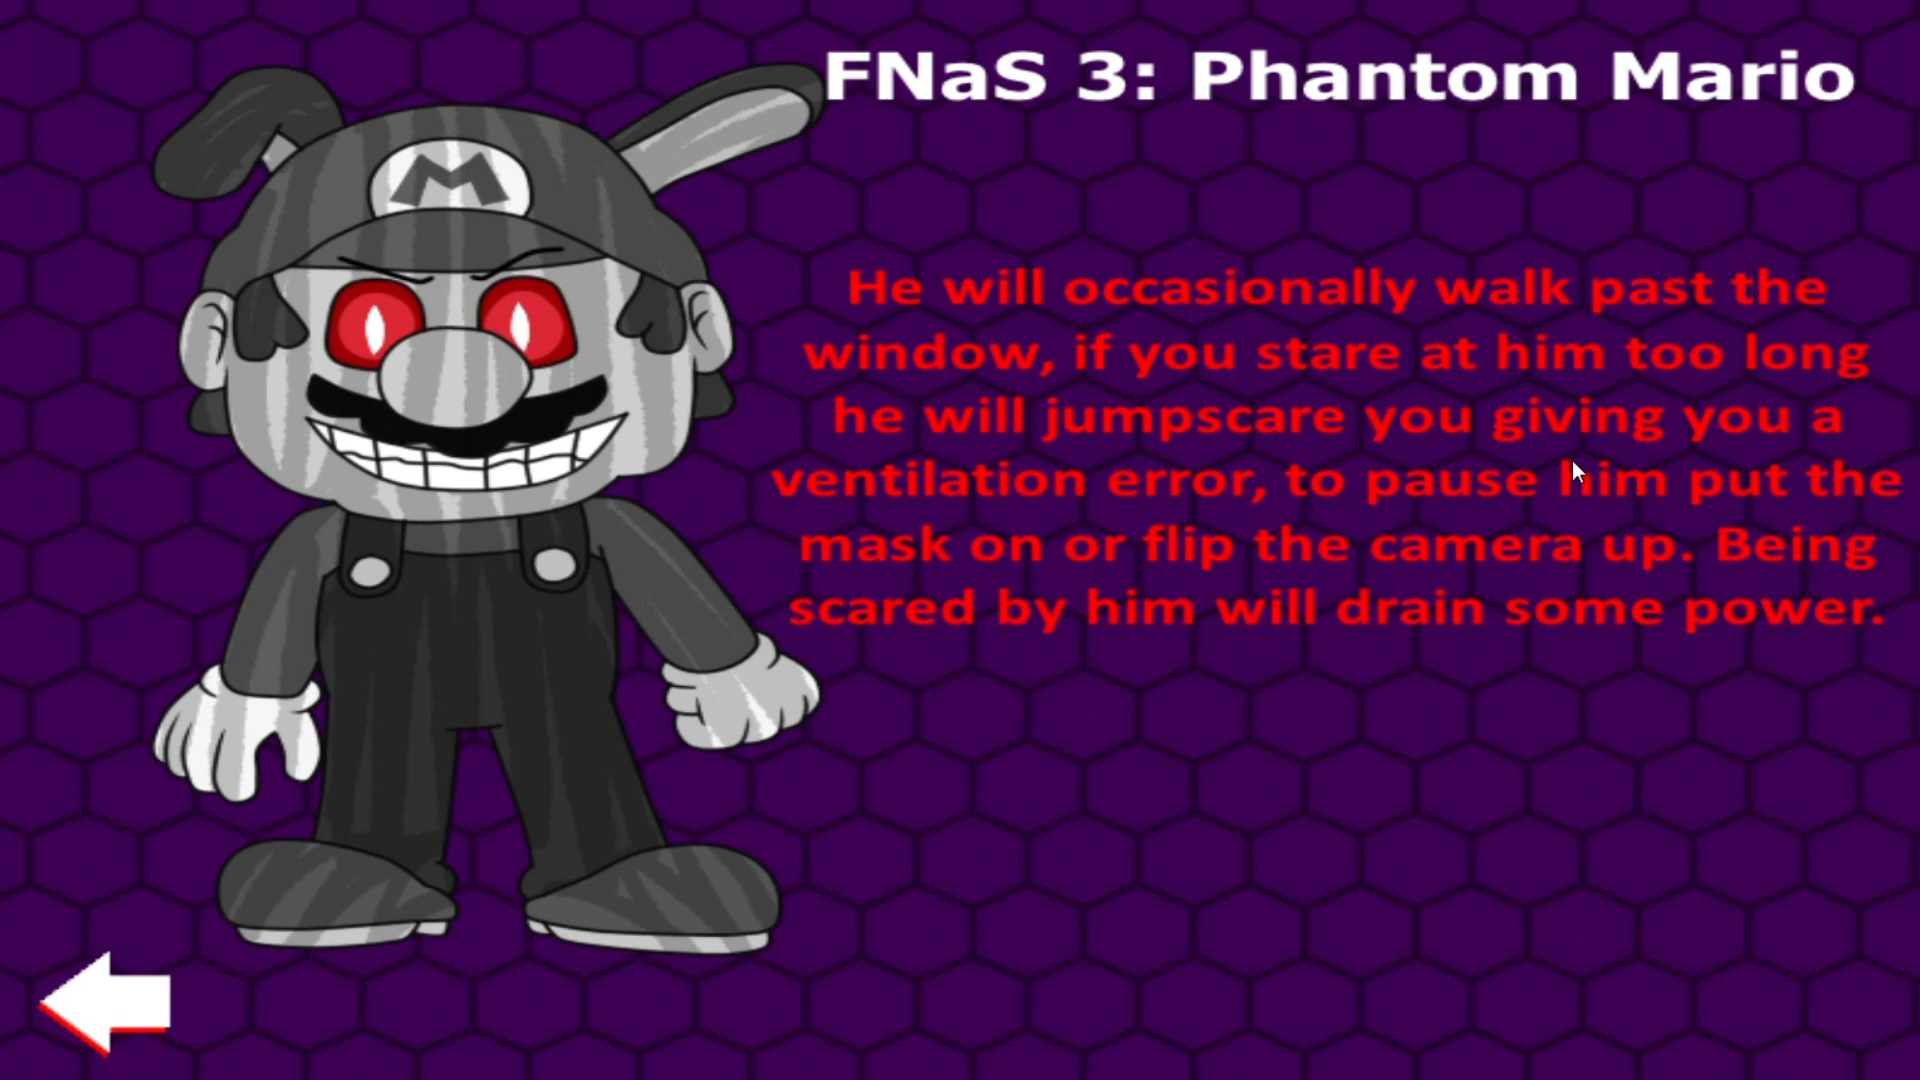 FNaS 3: Phantom Mario
M
He will occasionally walk past the
window, if you stare at him too long
he will jumpscare you giving you a
ventilation error, to pause him put the
mask on or flip the camera up. Being
scared by him will drain some power.